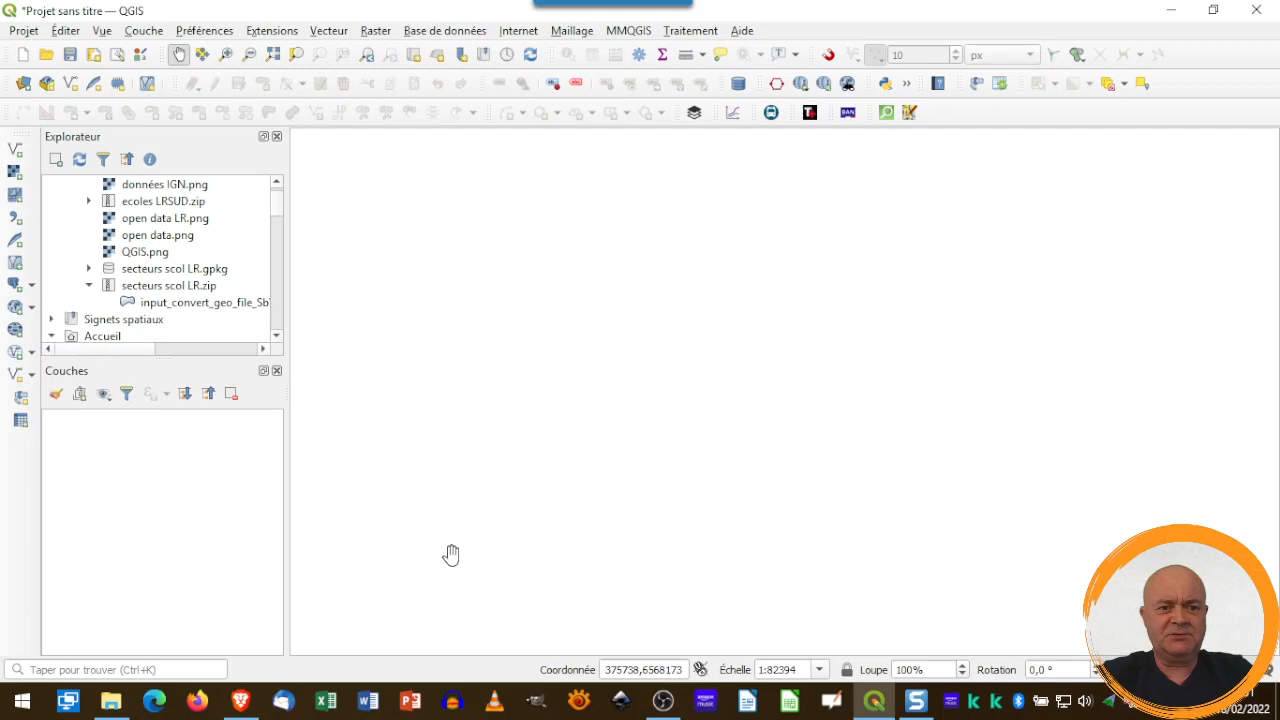 *Projet sans titre — QGIS
Projet Éditer Vue Couche Préférences Extensions Vecteur Raster Base de données Internet Maillage MMQGIS Traitement Aide
10 px
BAN
Explorateur
données IGN.png
ecoles LRSUD.zip
open data LR.png
open data.png
QGIS.png
secteurs scol LR.gpkg
secteurs scol LR.zip
input_convert_geo_file_Sb
Signets spatiaux
Accueil
Couches
Taper pour trouver (Ctrl+K)
Coordonnée 375738,6568173 Échelle 1:82394 Loupe 100% Rotation 0,0 °
/02/2022